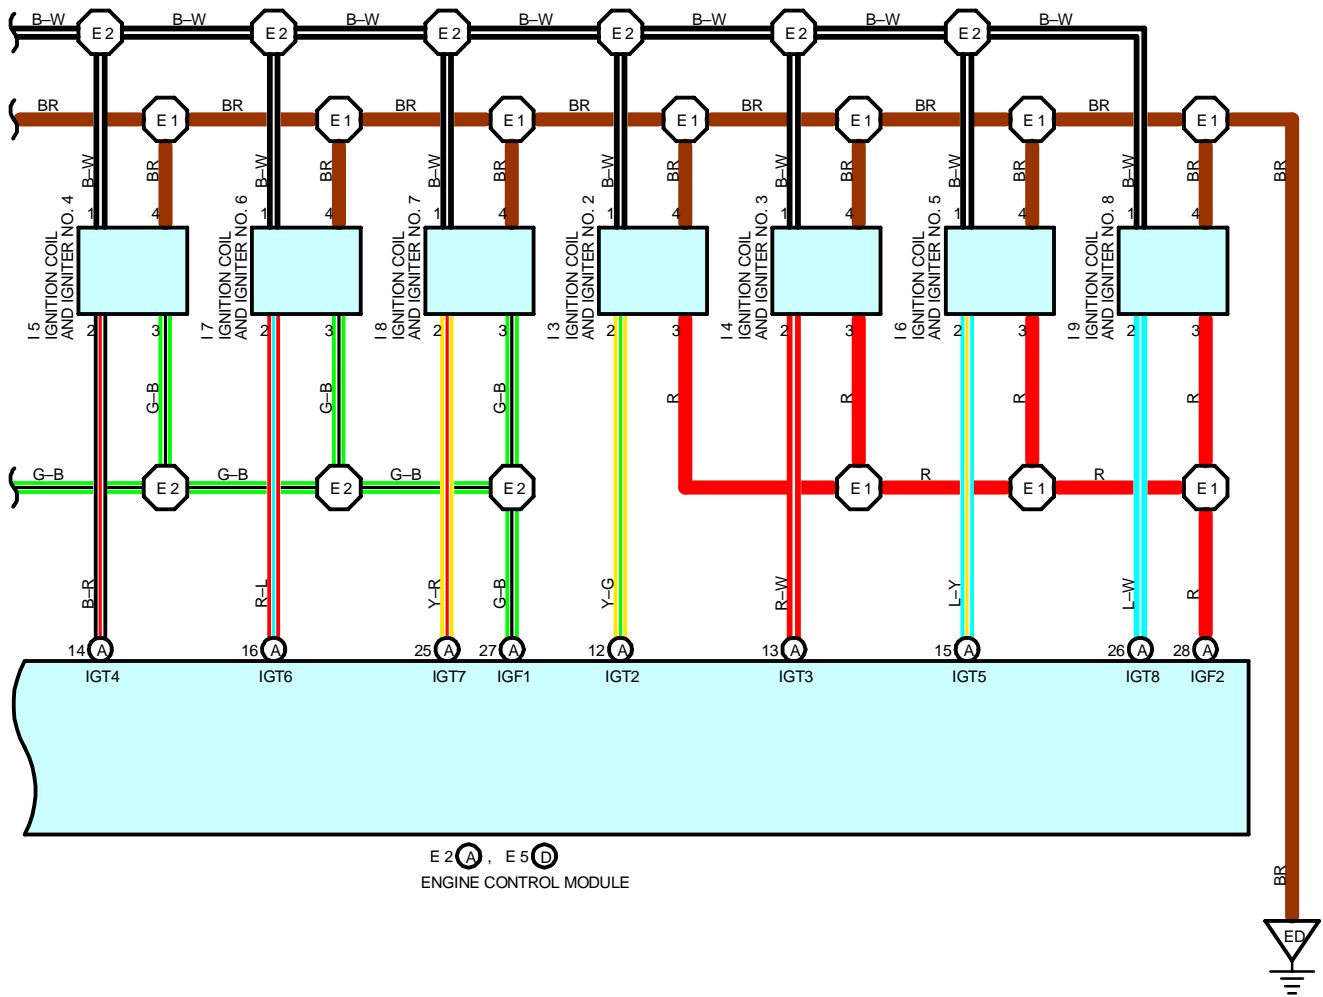 B–W B–W B–W B–W B–W B–W B–W
E 2 E 2 E 2 E 2 E 2 E 2
BR BR BR BR BR BR BR
E 1 E 1 E 1 E 1 E 1 E 1 E 1
B–W BR B–W BR B–W BR B–W BR B–W BR B–W BR B–W BR BR
1 4 1 4 1 4 1 4 1 4 1 4 1 4
I 5
IGNITION COIL
AND IGNITER NO. 4
I 7
IGNITION COIL
AND IGNITER NO. 6
I 8
IGNITION COIL
AND IGNITER NO. 7
I 3
IGNITION COIL
AND IGNITER NO. 2
I 4
IGNITION COIL
AND IGNITER NO. 3
I 6
IGNITION COIL
AND IGNITER NO. 5
I 9
IGNITION COIL
AND IGNITER NO. 8
2 3 2 3 2 3 2 3 2 3 2 3 2 3
G–B G–B G–B R R R R
G–B G–B G–B R R
E 2 E 2 E 2 E 1 E 1 E 1
B–R R–L Y–R G–B Y–G R–W L–Y L–W R
14 A 16 A 25 A 27 A 12 A 13 A 15 A 26 A 28 A
IGT4 IGT6 IGT7 IGF1 IGT2 IGT3 IGT5 IGT8 IGF2
E 2 A , E 5 D
ENGINE CONTROL MODULE
BR
ED